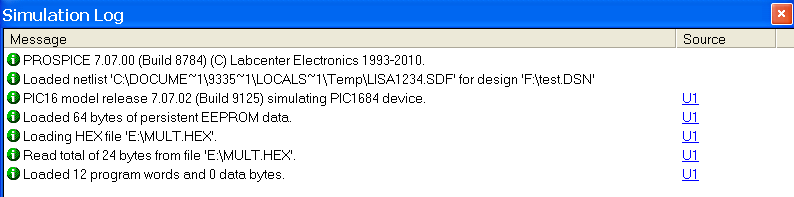 Simulation Log
Message Source
PROSPICE 7.07.00 (Build 8784) (C) Labcenter Electronics 1993-2010.
Loaded netlist 'C:\DOCUME~1\9335~1\LOCALS~1\Temp\LISA1234.SDF' for design 'F:\test.DSN'
PIC16 model release 7.07.02 (Build 9125) simulating PIC1684 device. U1
Loaded 64 bytes of persistent EEPROM data. U1
Loading HEX file 'E:\MULT.HEX'. U1
Read total of 24 bytes from file 'E:\MULT.HEX'. U1
Loaded 12 program words and 0 data bytes. U1